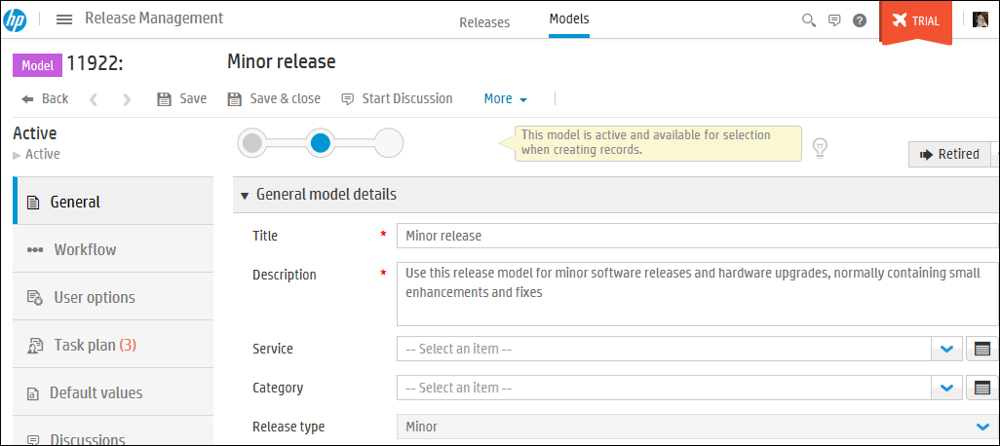 hp Release Management Releases Models TRIAL
Model 11922: Minor release
Back Save Save & close Start Discussion More
Active
Active
This model is active and available for selection
when creating records.
Retired
General
Workflow
User options
Task plan (3)
Default values
Discussions
General model details
Title * Minor release
Description * Use this release model for minor software releases and hardware upgrades, normally containing small
enhancements and fixes
Service -- Select an item --
Category -- Select an item --
Release type Minor